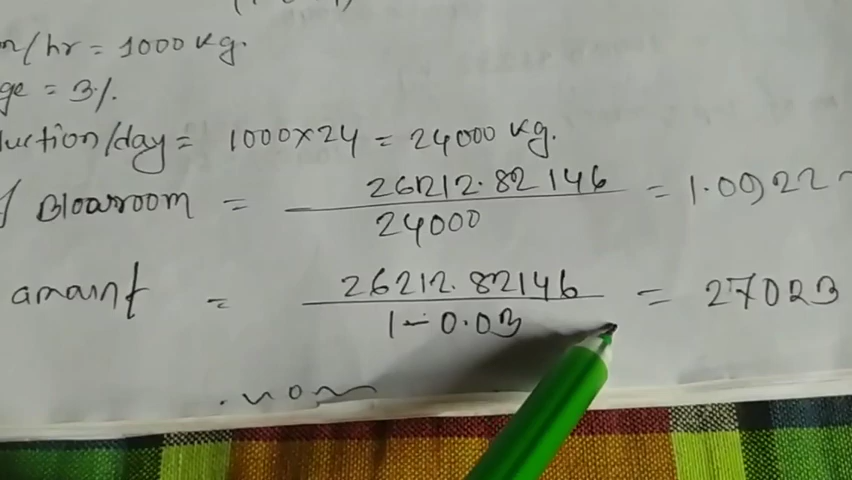 n/hr = 1000 kg.
ge = 3%.
uction/day = 1000×24 = 24000 kg.
f Blowroom = 26212.82146 / 24000 = 1.0922
amount = 26212.82146 / 1-0.03 = 27023